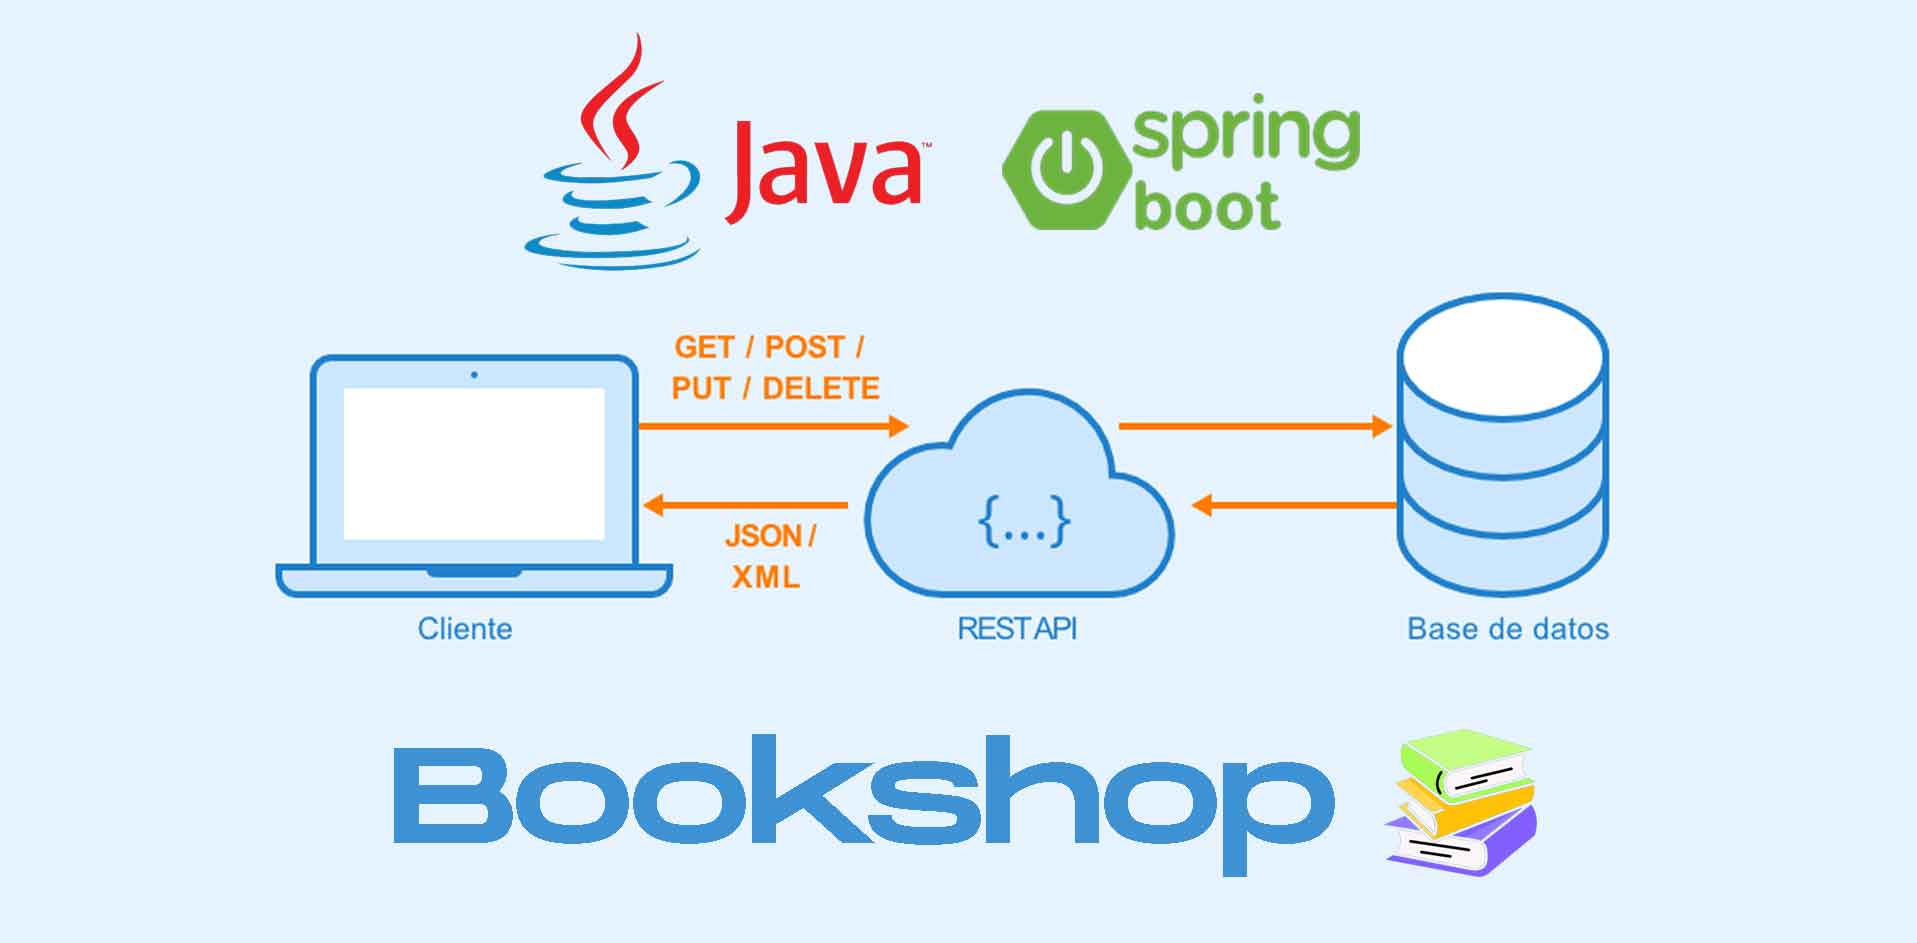 Java™
spring
boot
GET / POST /
PUT / DELETE
{...}
JSON /
XML
Cliente
REST API
Base de datos
Bookshop